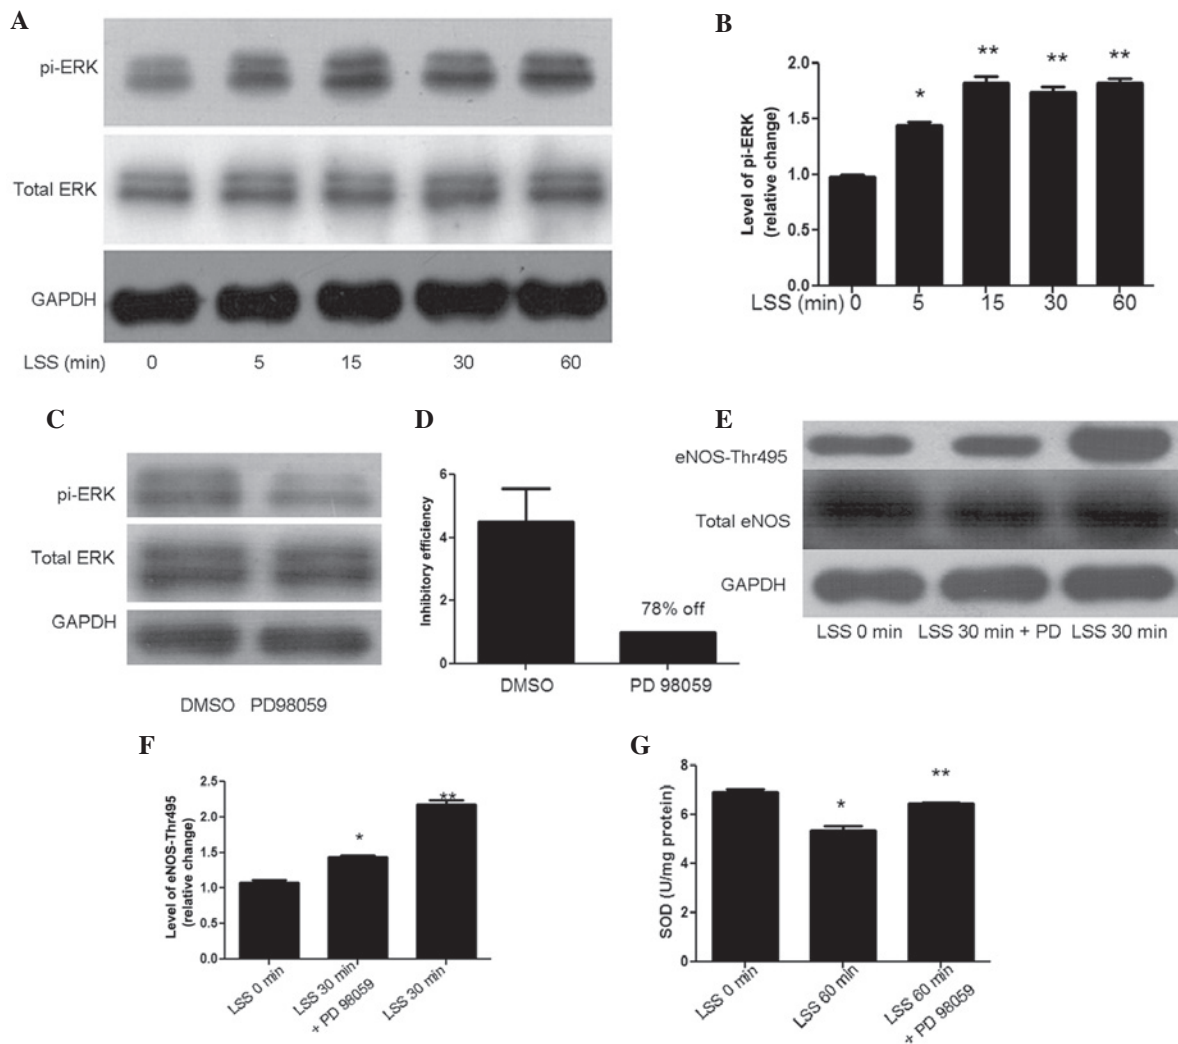 A
pi-ERK
Total ERK
GAPDH
LSS (min) 0 5 15 30 60
B
Level of pi-ERK
(relative change)
2.0
1.5
1.0
0.5
0.0
*
**
**
**
LSS (min) 0 5 15 30 60
C
pi-ERK
Total ERK
GAPDH
DMSO PD98059
D
Inhibitory efficiency
6
4
2
0
78% off
DMSO PD 98059
E
eNOS-Thr495
Total eNOS
GAPDH
LSS 0 min LSS 30 min + PD LSS 30 min
F
Level of eNOS-Thr495
(relative change)
2.5
2.0
1.5
1.0
0.5
0.0
*
**
LSS 0 min
LSS 30 min
+ PD 98059
LSS 30 min
G
SOD (U/mg protein)
8
6
4
2
0
*
**
LSS 0 min
LSS 60 min
LSS 60 min
+ PD 98059